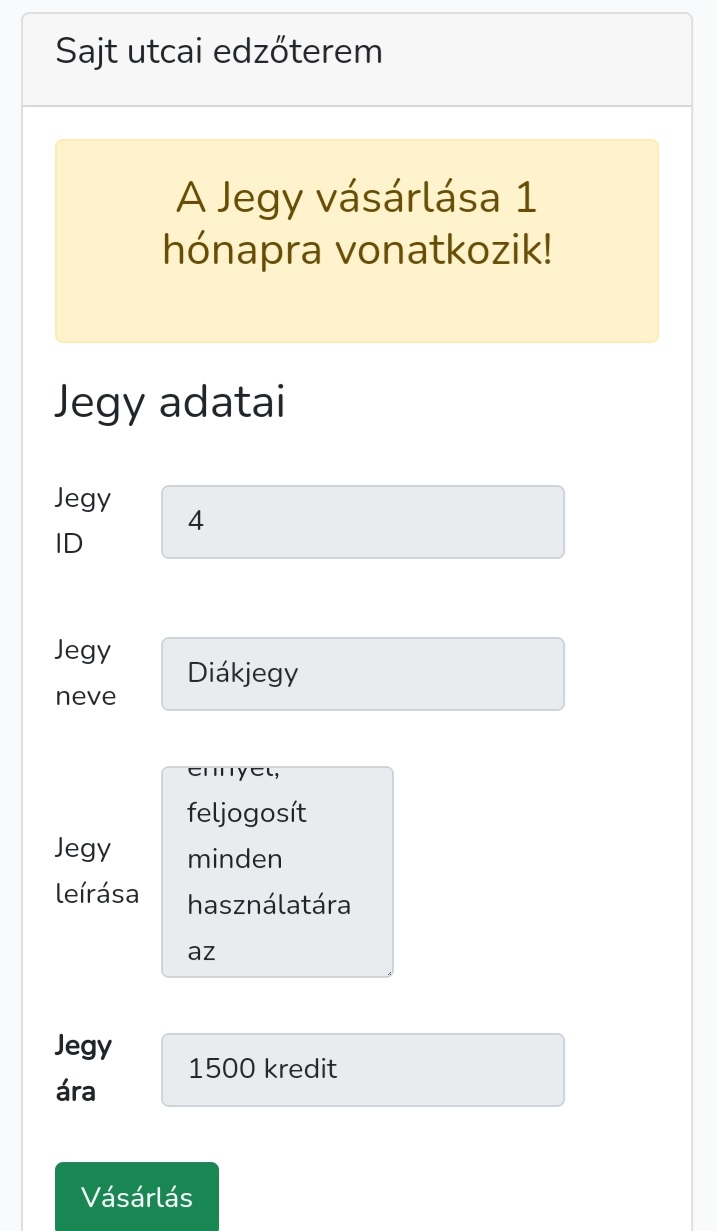 Sajt utcai edzőterem
A Jegy vásárlása 1
hónapra vonatkozik!
Jegy adatai
Jegy
ID
4
Jegy
neve
Diákjegy
Jegy
leírása
feljogosít
minden
használatára
az
Jegy
ára
1500 kredit
Vásárlás